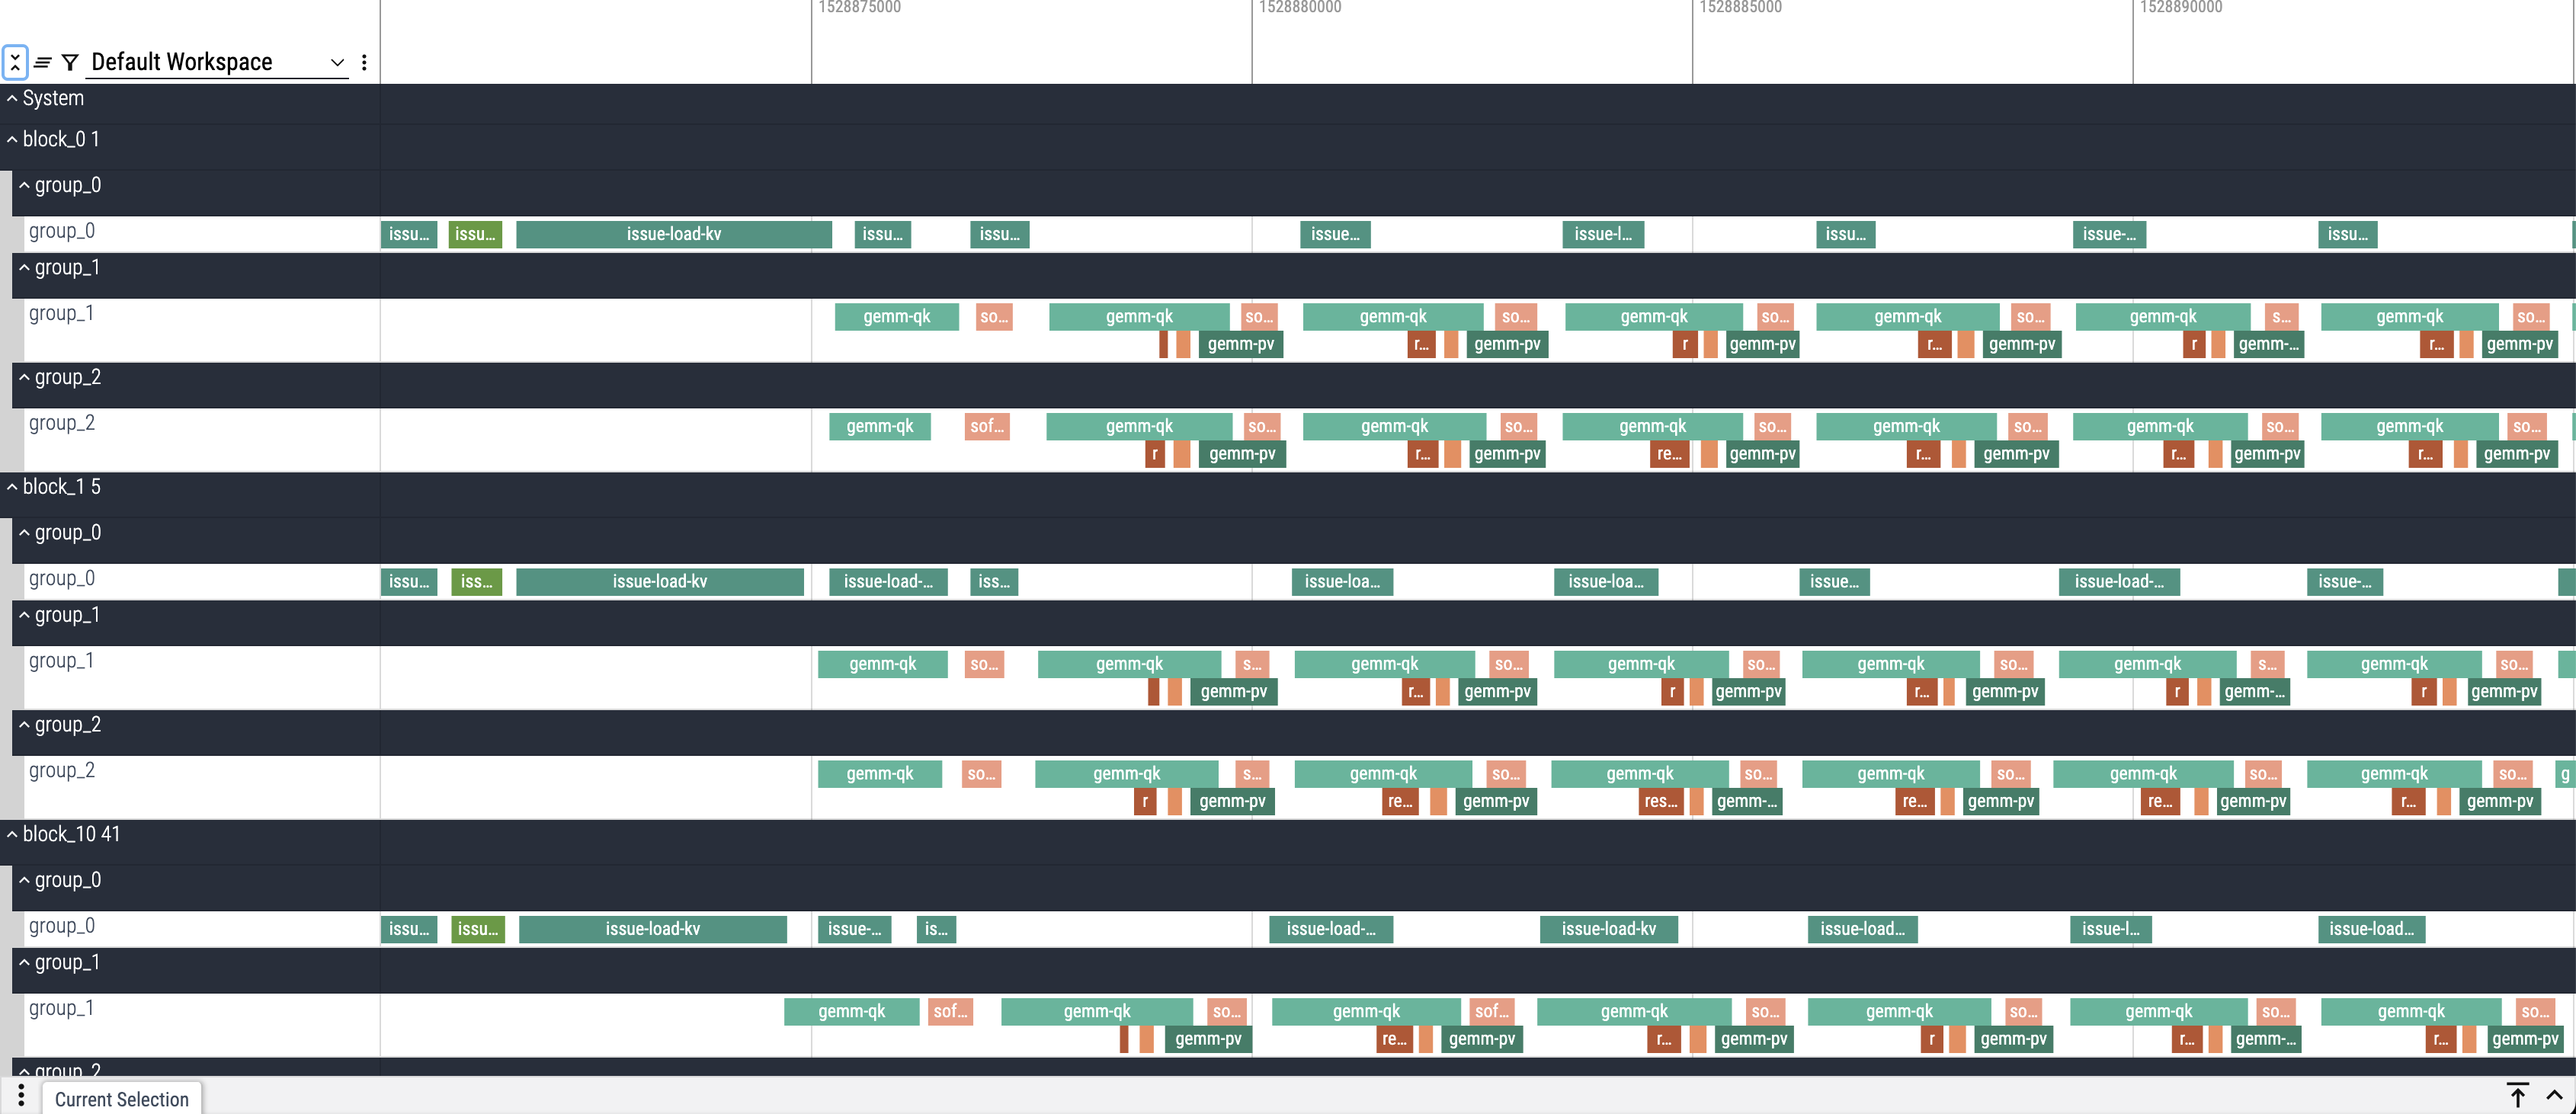 1528875000 1528880000 1528885000 1528890000
Default Workspace
System
block_0 1
group_0
group_0 issu... issu... issue-load-kv issu... issu... issue... issue-l... issu... issue-... issu...
group_1
group_1 gemm-qk so... gemm-qk so... gemm-qk so... gemm-qk so... gemm-qk so... gemm-qk s... gemm-qk so...
gemm-pv r... gemm-pv r gemm-pv r... gemm-pv r gemm-... r... gemm-pv
group_2
group_2 gemm-qk sof... gemm-qk so... gemm-qk so... gemm-qk so... gemm-qk so... gemm-qk so... gemm-qk so...
r gemm-pv r... gemm-pv re... gemm-pv r... gemm-pv r... gemm-pv r... gemm-pv
block_1 5
group_0
group_0 issu... iss... issue-load-kv issue-load-... iss... issue-loa... issue-loa... issue... issue-load-... issue-...
group_1
group_1 gemm-qk so... gemm-qk s... gemm-qk so... gemm-qk so... gemm-qk so... gemm-qk s... gemm-qk so...
gemm-pv r... gemm-pv r gemm-pv r... gemm-pv r gemm-... r gemm-pv
group_2
group_2 gemm-qk so... gemm-qk s... gemm-qk so... gemm-qk so... gemm-qk so... gemm-qk so... gemm-qk so... g
r gemm-pv re... gemm-pv res... gemm-... re... gemm-pv re... gemm-pv r... gemm-pv
block_10 41
group_0
group_0 issu... issu... issue-load-kv issue-... is... issue-load-... issue-load-kv issue-load... issue-l... issue-load...
group_1
group_1 gemm-qk sof... gemm-qk so... gemm-qk sof... gemm-qk so... gemm-qk so... gemm-qk so... gemm-qk so...
gemm-pv re... gemm-pv r... gemm-pv r gemm-pv r... gemm-... r... gemm-pv
group_2
Current Selection